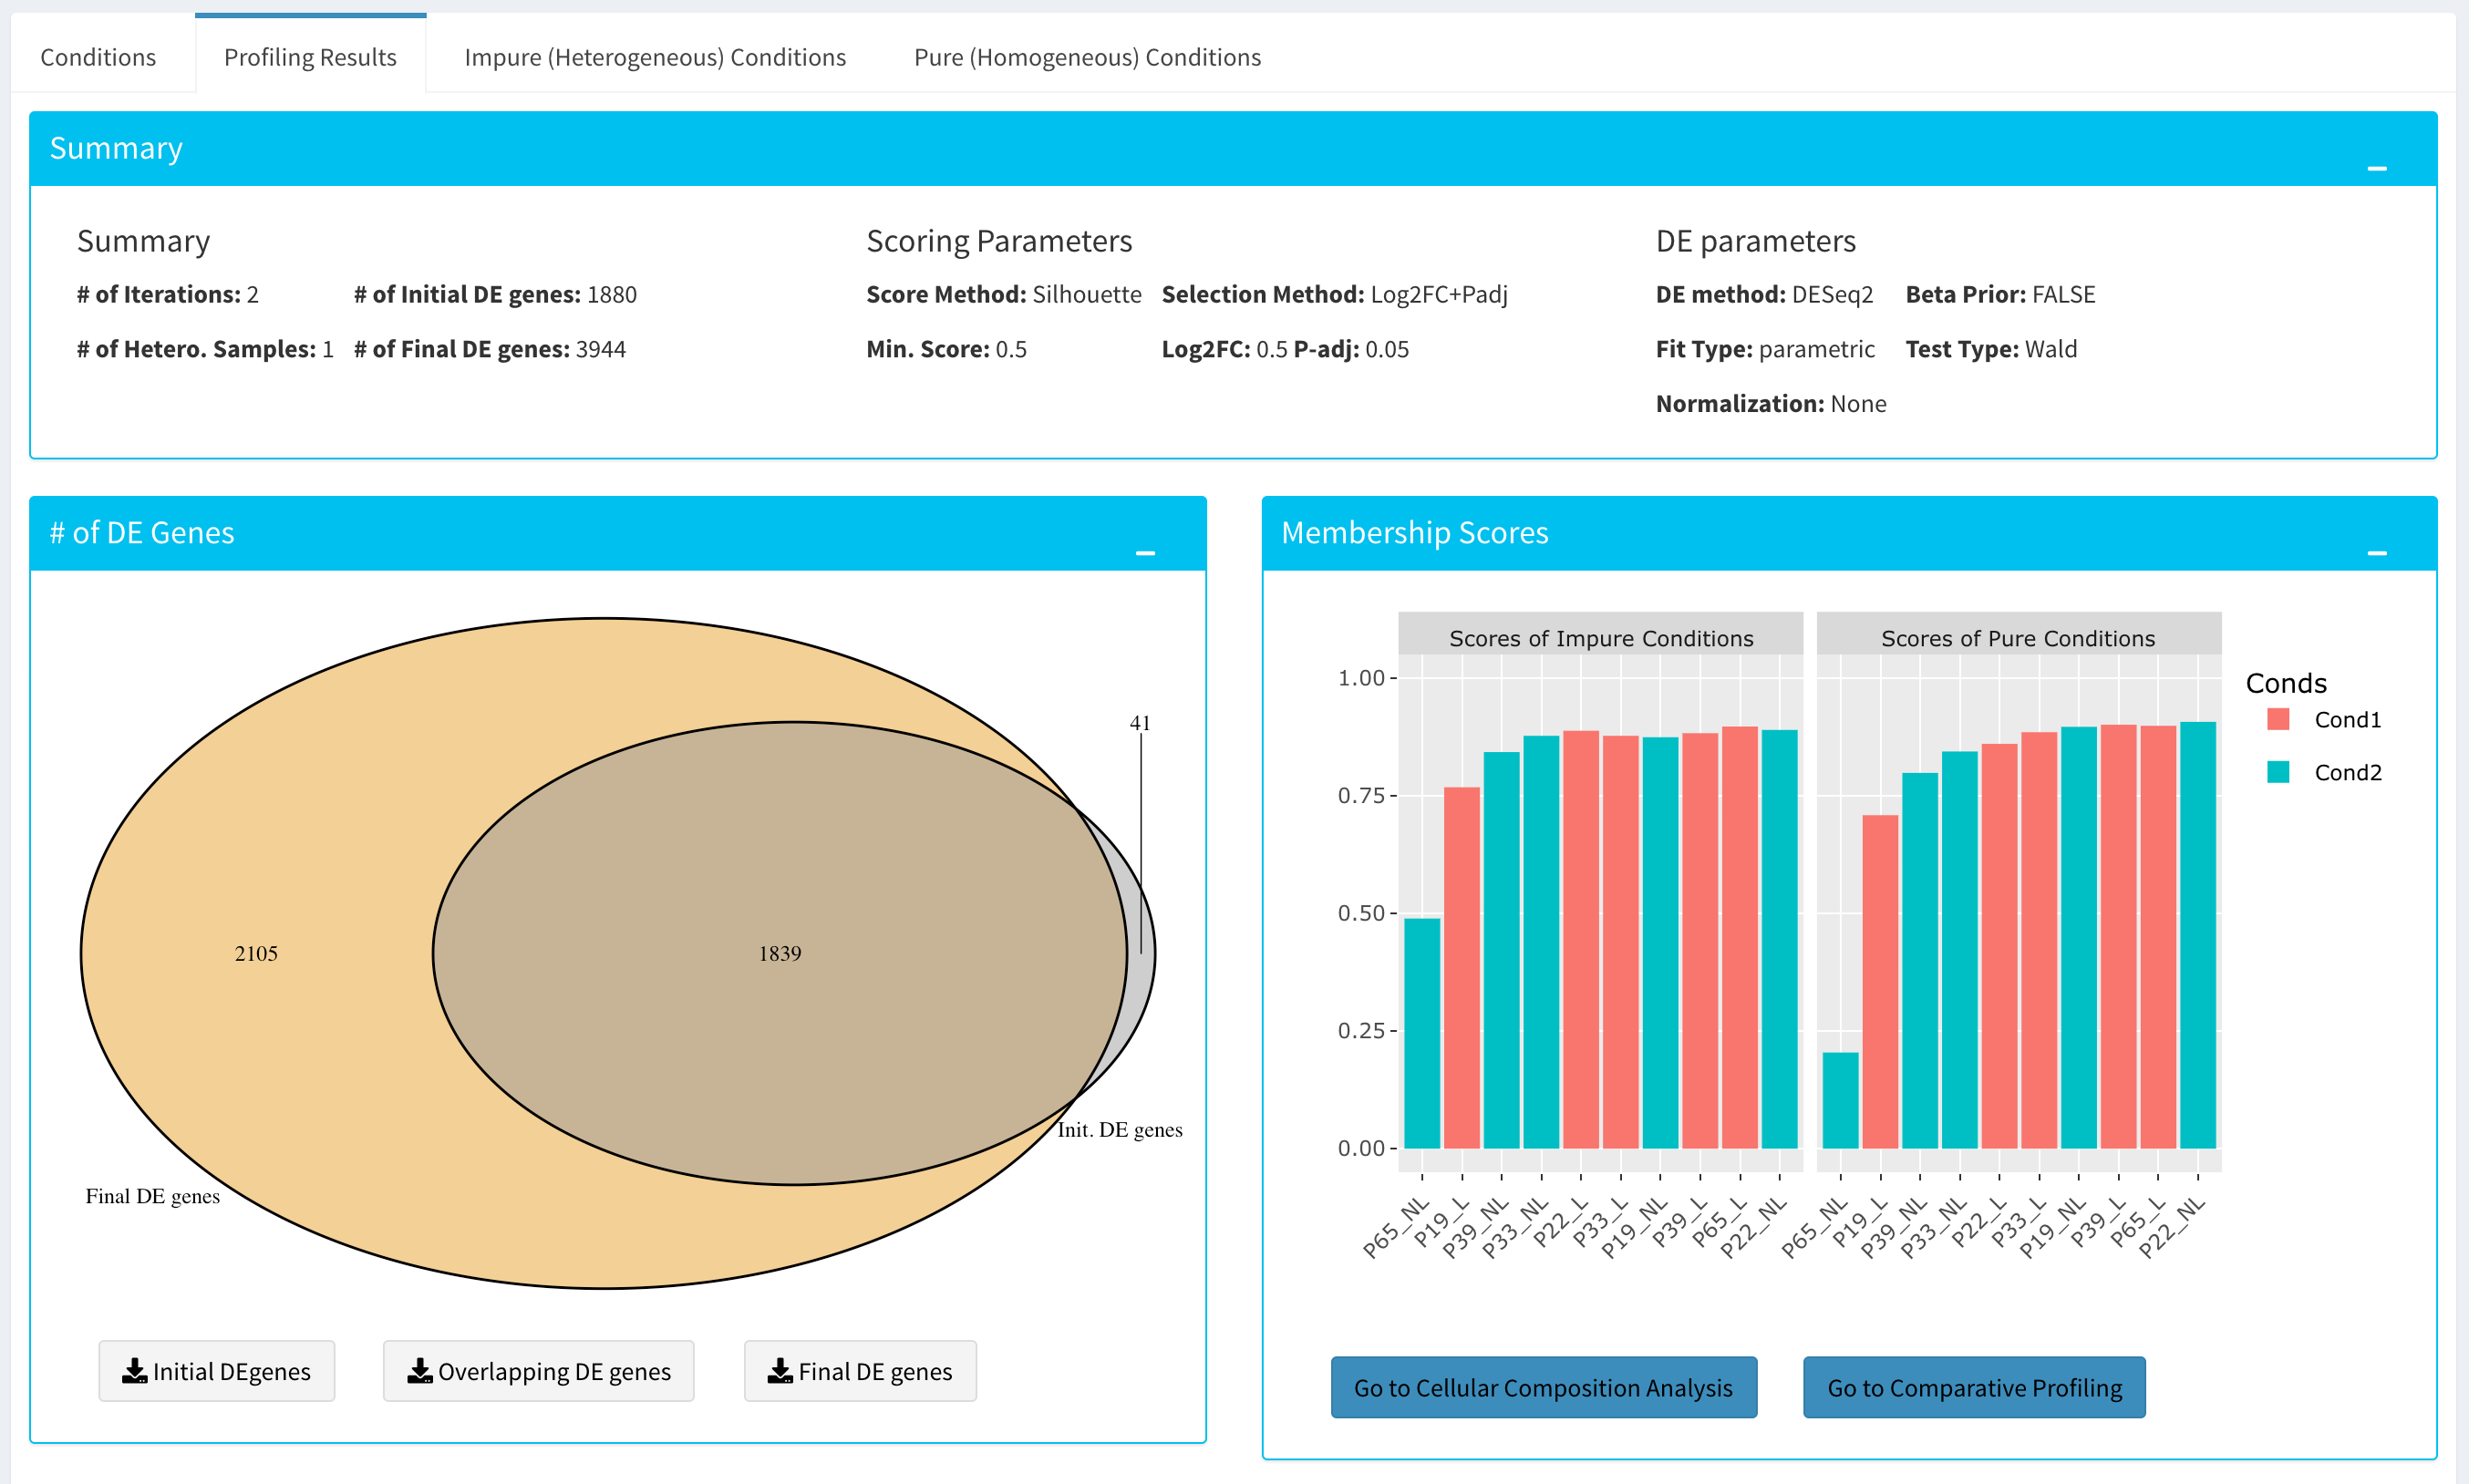 Conditions
Profiling Results
Impure (Heterogeneous) Conditions
Pure (Homogeneous) Conditions
Summary
Summary
# of Iterations: 2
# of Initial DE genes: 1880
# of Hetero. Samples: 1
# of Final DE genes: 3944
Scoring Parameters
Score Method: Silhouette
Selection Method: Log2FC+Padj
Min. Score: 0.5
Log2FC: 0.5 P-adj: 0.05
DE parameters
DE method: DESeq2
Beta Prior: FALSE
Fit Type: parametric
Test Type: Wald
Normalization: None
# of DE Genes
41
2105
1839
Init. DE genes
Final DE genes
Initial DEgenes
Overlapping DE genes
Final DE genes
Membership Scores
Scores of Impure Conditions
Scores of Pure Conditions
1.00
0.75
0.50
0.25
0.00
P65_NL
P19_L
P39_NL
P33_NL
P22_L
P33_L
P19_NL
P39_L
P65_L
P22_NL
P65_NL
P19_L
P39_NL
P33_NL
P22_L
P33_L
P19_NL
P39_L
P65_L
P22_NL
Conds
Cond1
Cond2
Go to Cellular Composition Analysis
Go to Comparative Profiling